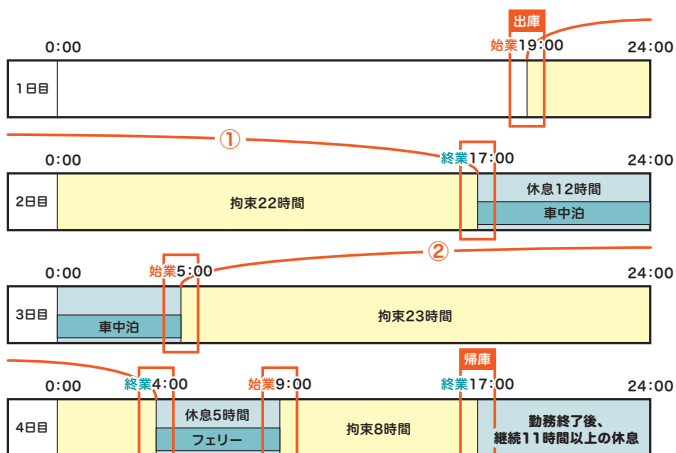 出庫
0:00 始業19:00 24:00
1日目
①
0:00 終業17:00 24:00
2日目 拘束22時間 休息12時間
車中泊
②
0:00 始業5:00 24:00
3日目 車中泊 拘束23時間
帰庫
0:00 終業4:00 始業9:00 終業17:00 24:00
4日目 休息5時間 フェリー 拘束8時間 勤務終了後、
継続11時間以上の休息